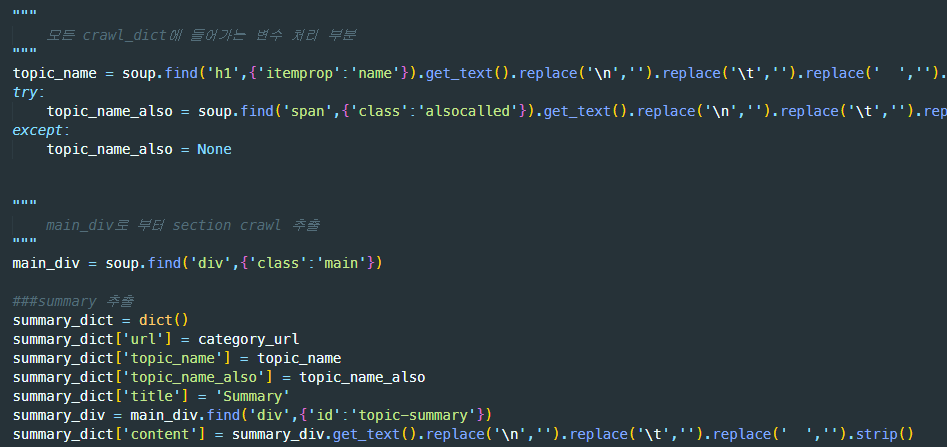 """
    모든 crawl_dict에 들어가는 변수 처리 부분
"""
topic_name = soup.find('h1',{'itemprop':'name'}).get_text().replace('\n','').replace('\t','').replace('  ','').
try:
    topic_name_also = soup.find('span',{'class':'alsocalled'}).get_text().replace('\n','').replace('\t','').rep
except:
    topic_name_also = None
"""
    main_div로 부터 section crawl 추출
"""
main_div = soup.find('div',{'class':'main'})
###summary 추출
summary_dict = dict()
summary_dict['url'] = category_url
summary_dict['topic_name'] = topic_name
summary_dict['topic_name_also'] = topic_name_also
summary_dict['title'] = 'Summary'
summary_div = main_div.find('div',{'id':'topic-summary'})
summary_dict['content'] = summary_div.get_text().replace('\n','').replace('\t','').replace('  ','').strip()